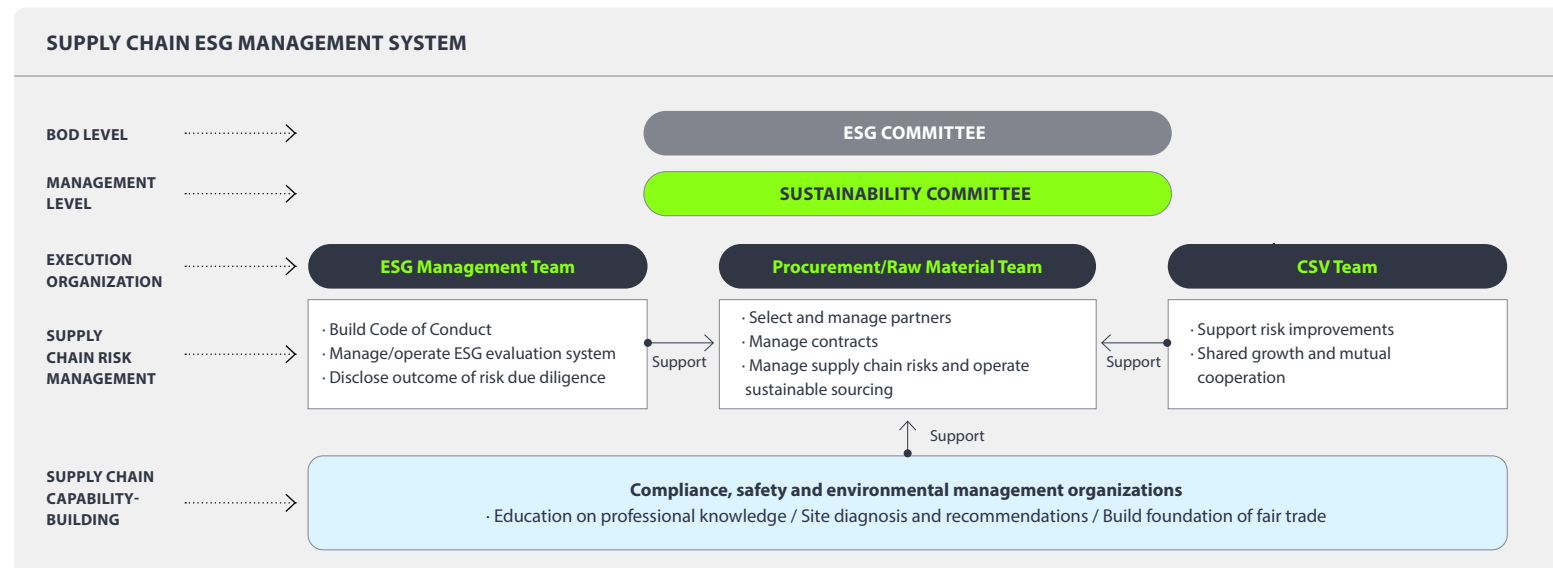 SUPPLY CHAIN ESG MANAGEMENT SYSTEM
BOD LEVEL
ESG COMMITTEE
MANAGEMENT
LEVEL
SUSTAINABILITY COMMITTEE
EXECUTION
ORGANIZATION
ESG Management Team
Procurement/Raw Material Team
CSV Team
SUPPLY
CHAIN RISK
MANAGEMENT
· Build Code of Conduct
· Manage/operate ESG evaluation system
· Disclose outcome of risk due diligence
Support
· Select and manage partners
· Manage contracts
· Manage supply chain risks and operate
sustainable sourcing
Support
· Support risk improvements
· Shared growth and mutual
cooperation
Support
SUPPLY CHAIN
CAPABILITY-
BUILDING
Compliance, safety and environmental management organizations
· Education on professional knowledge / Site diagnosis and recommendations / Build foundation of fair trade